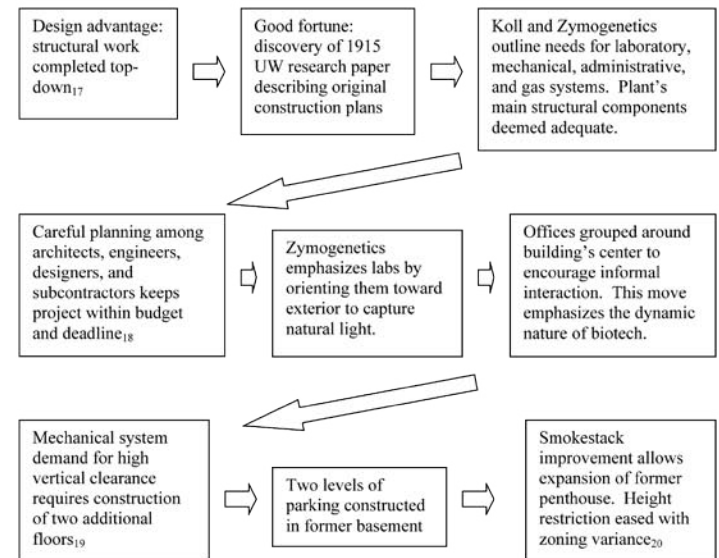 Design advantage:
structural work
completed top-
down17
Good fortune:
discovery of 1915
UW research paper
describing original
construction plans
Koll and Zymogenetics
outline needs for laboratory,
mechanical, administrative,
and gas systems. Plant's
main structural components
deemed adequate.
Careful planning among
architects, engineers,
designers, and
subcontractors keeps
project within budget
and deadline18
Zymogenetics
emphasizes labs by
orienting them toward
exterior to capture
natural light.
Offices grouped around
building's center to
encourage informal
interaction. This move
emphasizes the dynamic
nature of biotech.
Mechanical system
demand for high
vertical clearance
requires construction
of two additional
floors19
Two levels of
parking constructed
in former basement
Smokestack
improvement allows
expansion of former
penthouse. Height
restriction eased with
zoning variance20